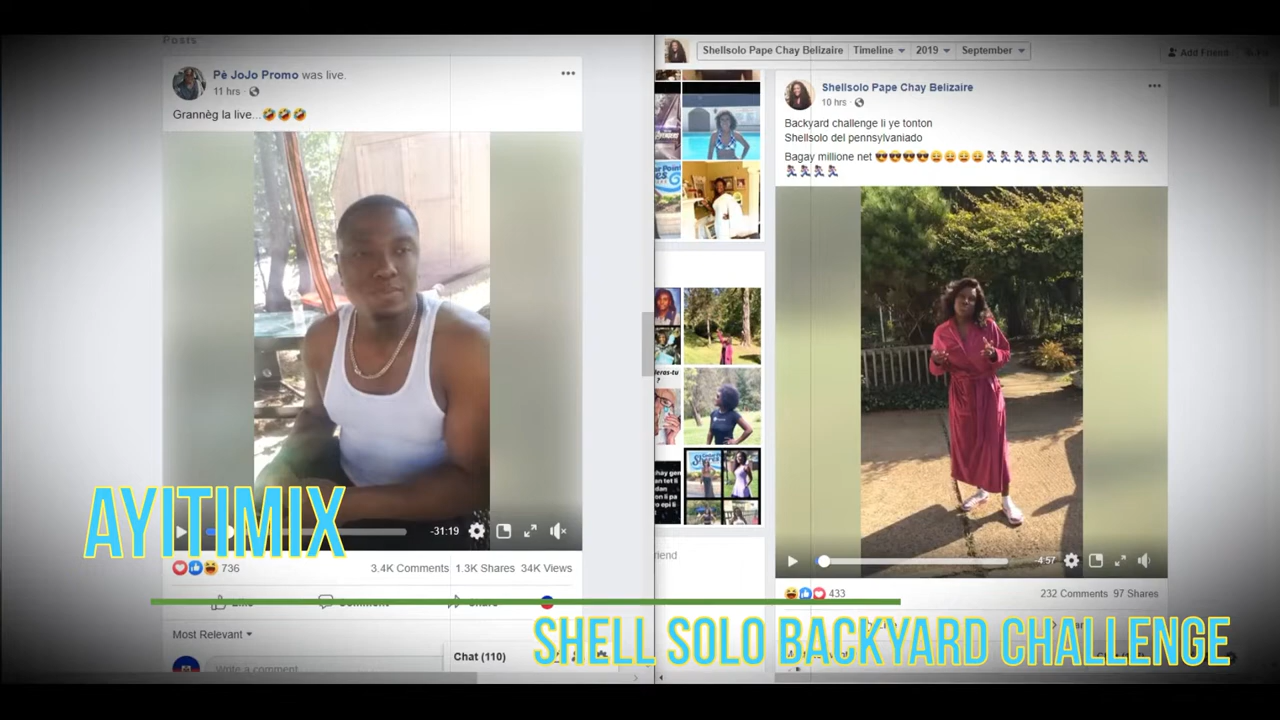 Posts
Pè JoJo Promo was live.
11 hrs
Grannèg la live...🤣🤣🤣
-31:19
736
3.4K Comments 1.3K Shares 34K Views
Like Comment Share
Most Relevant
Write a comment...
Chat (110)
Shellsolo Pape Chay Belizaire Timeline 2019 September
Add Friend
Shellsolo Pape Chay Belizaire
10 hrs
Backyard challenge li ye tonton
Shellsolo del pennsylvaniado
Bagay millione net
-4:57
433
232 Comments 97 Shares
AYITIMIX
SHELL SOLO BACKYARD CHALLENGE